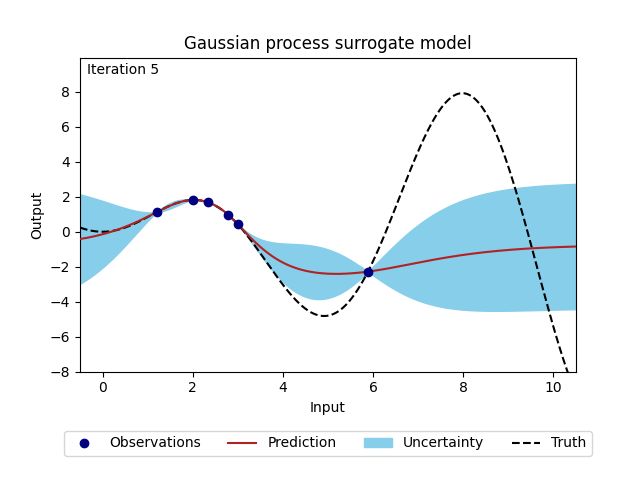 Gaussian process surrogate model
Iteration 5
Output
8
6
4
2
0
−2
−4
−6
−8
0 2 4 6 8 10
Input
Observations Prediction Uncertainty Truth